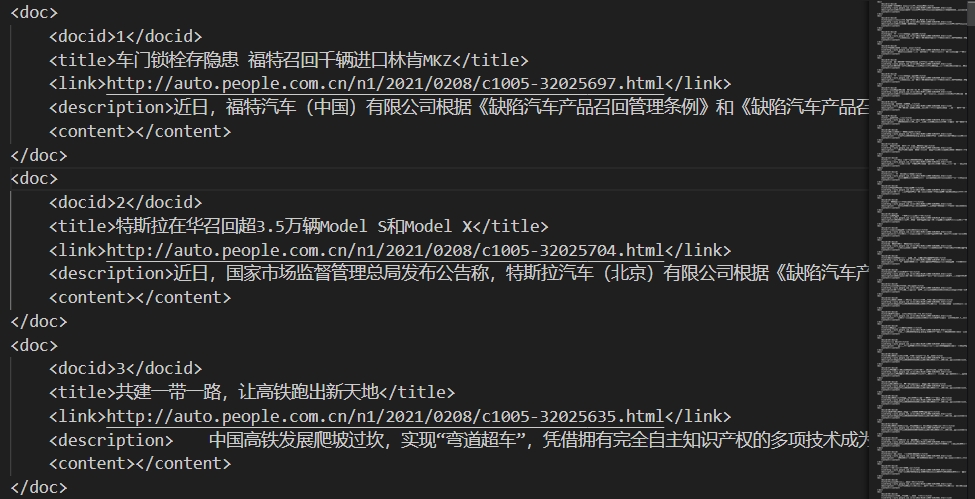 <doc>
<docid>1</docid>
<title>车门锁栓存隐患 福特召回千辆进口林肯MKZ</title>
<link>http://auto.people.com.cn/n1/2021/0208/c1005-32025697.html</link>
<description>近日，福特汽车（中国）有限公司根据《缺陷汽车产品召回管理条例》和《缺陷汽车产品召
<content></content>
</doc>
<doc>
<docid>2</docid>
<title>特斯拉在华召回超3.5万辆Model S和Model X</title>
<link>http://auto.people.com.cn/n1/2021/0208/c1005-32025704.html</link>
<description>近日，国家市场监督管理总局发布公告称，特斯拉汽车（北京）有限公司根据《缺陷汽车产
<content></content>
</doc>
<doc>
<docid>3</docid>
<title>共建一带一路，让高铁跑出新天地</title>
<link>http://auto.people.com.cn/n1/2021/0208/c1005-32025635.html</link>
<description>　　中国高铁发展爬坡过坎，实现“弯道超车”，凭借拥有完全自主知识产权的多项技术成为
<content></content>
</doc>